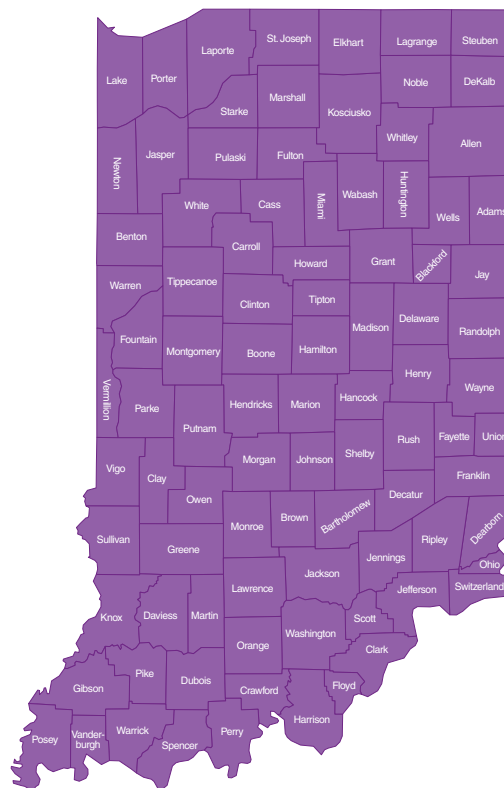 St. Joseph
Elkhart
Lagrange
Steuben
Laporte
Lake
Porter
Noble
DeKalb
Marshall
Starke
Kosciusko
Whitley
Allen
Jasper
Pulaski
Fulton
Newton
White
Cass
Miami
Wabash
Huntington
Wells
Adams
Benton
Carroll
Howard
Grant
Blackford
Jay
Warren
Tippecanoe
Clinton
Tipton
Madison
Delaware
Randolph
Fountain
Montgomery
Boone
Hamilton
Henry
Wayne
Vermillion
Parke
Putnam
Hendricks
Marion
Hancock
Rush
Fayette
Union
Vigo
Clay
Morgan
Johnson
Shelby
Franklin
Owen
Decatur
Sullivan
Greene
Monroe
Brown
Bartholomew
Jennings
Ripley
Dearborn
Ohio
Jackson
Jefferson
Switzerland
Knox
Daviess
Martin
Lawrence
Scott
Washington
Orange
Clark
Gibson
Pike
Dubois
Crawford
Floyd
Harrison
Posey
Vander-
burgh
Warrick
Spencer
Perry